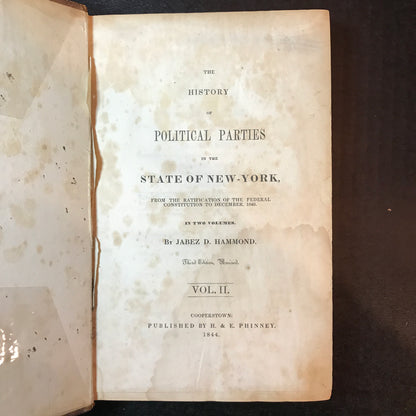 THE
HISTORY
OF
POLITICAL PARTIES
IN THE
STATE OF NEW-YORK,
FROM THE RATIFICATION OF THE FEDERAL
CONSTITUTION TO DECEMBER, 1840.
IN TWO VOLUMES.
BY JABEZ D. HAMMOND.
Third Edition, Revised.
VOL. II.
COOPERSTOWN:
PUBLISHED BY H. & E. PHINNEY.
1844.